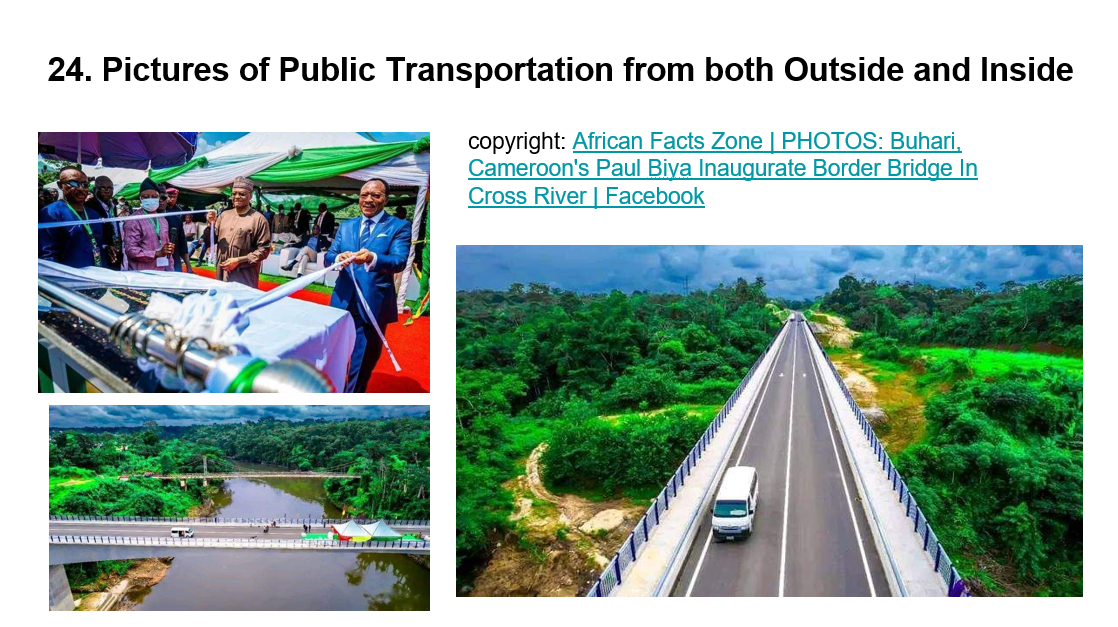 24. Pictures of Public Transportation from both Outside and Inside
copyright: African Facts Zone | PHOTOS: Buhari,
Cameroon's Paul Biya Inaugurate Border Bridge In
Cross River | Facebook